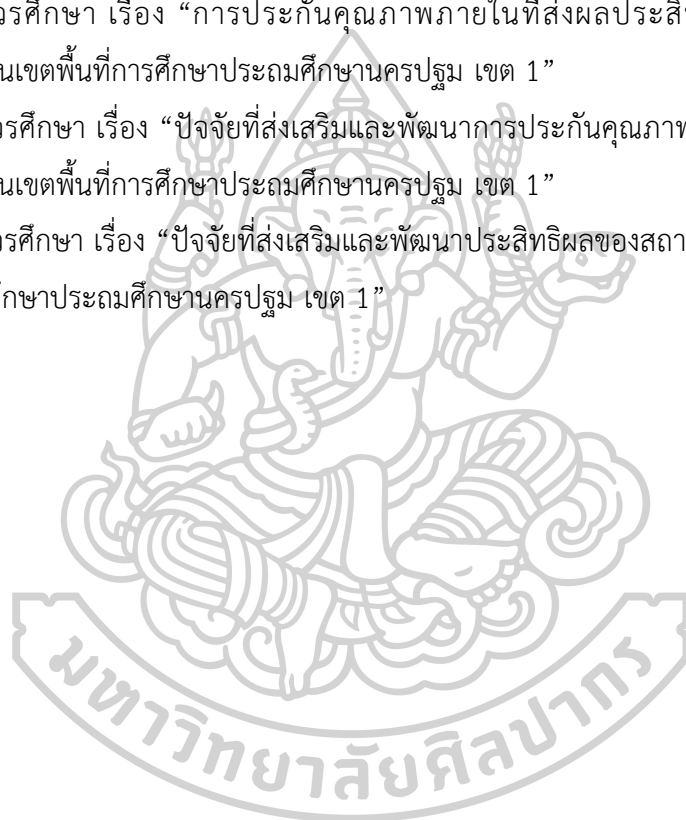 วรศึกษา เรื่อง “การประกันคุณภาพภายในที่ส่งผลประสิ
นเขตพื้นที่การศึกษาประถมศึกษานครปฐม เขต 1”
วรศึกษา เรื่อง “ปัจจัยที่ส่งเสริมและพัฒนาการประกันคุณภาพ
นเขตพื้นที่การศึกษาประถมศึกษานครปฐม เขต 1”
วรศึกษา เรื่อง “ปัจจัยที่ส่งเสริมและพัฒนาประสิทธิผลของสถา
ศึกษาประถมศึกษานครปฐม เขต 1”
มหาวิทยาลัยศิลปากร